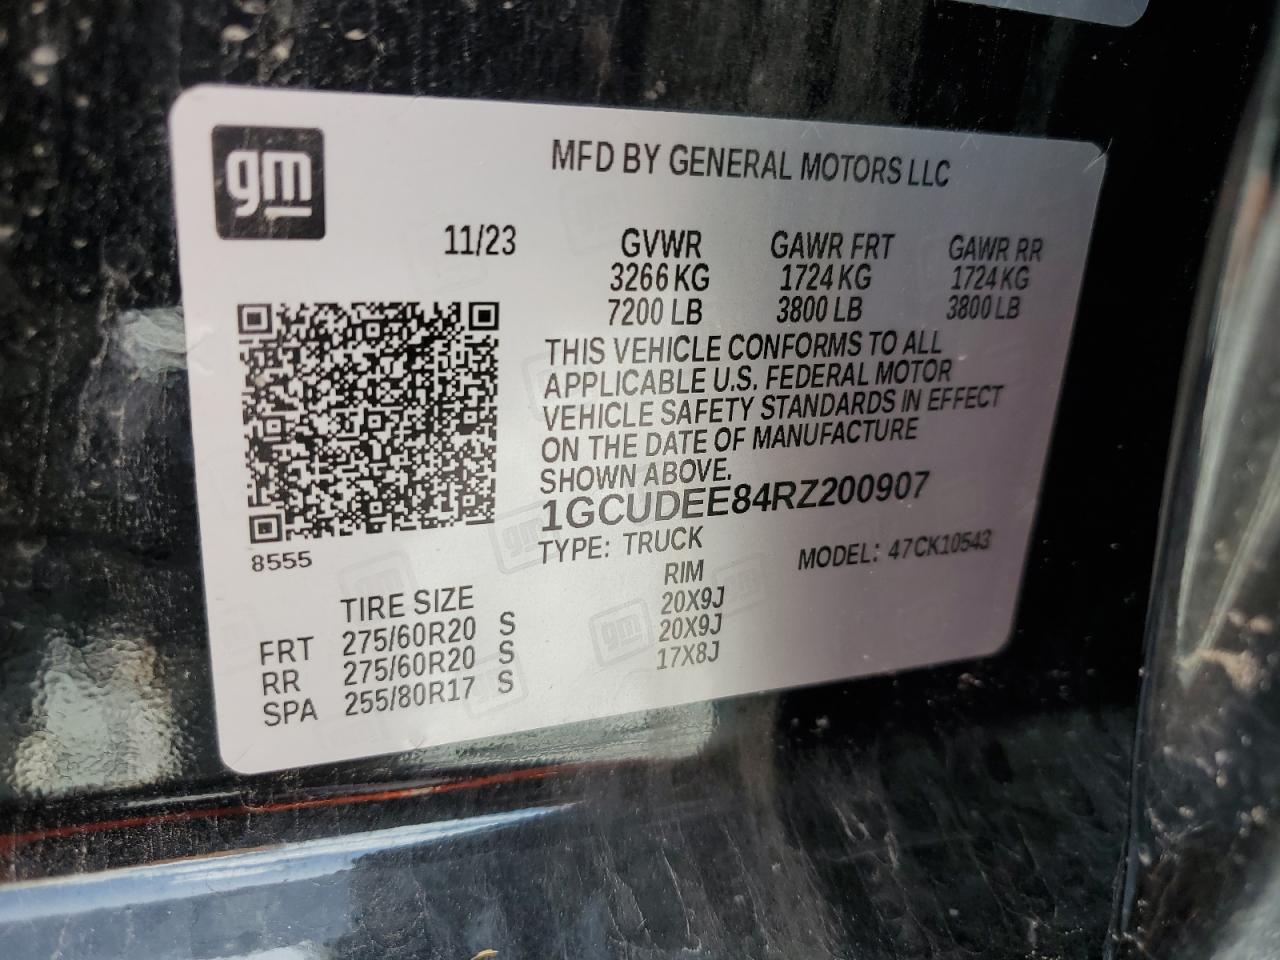 gm
MFD BY GENERAL MOTORS LLC
11/23 GVWR GAWR FRT GAWR RR
3266 KG 1724 KG 1724 KG
7200 LB 3800 LB 3800 LB
THIS VEHICLE CONFORMS TO ALL
APPLICABLE U.S. FEDERAL MOTOR
VEHICLE SAFETY STANDARDS IN EFFECT
ON THE DATE OF MANUFACTURE
SHOWN ABOVE.
1GCUDEE84RZ200907
8555
TYPE: TRUCK MODEL: 47CK10543
TIRE SIZE RIM
FRT 275/60R20 S 20X9J
RR 275/60R20 S 20X9J
SPA 255/80R17 S 17X8J